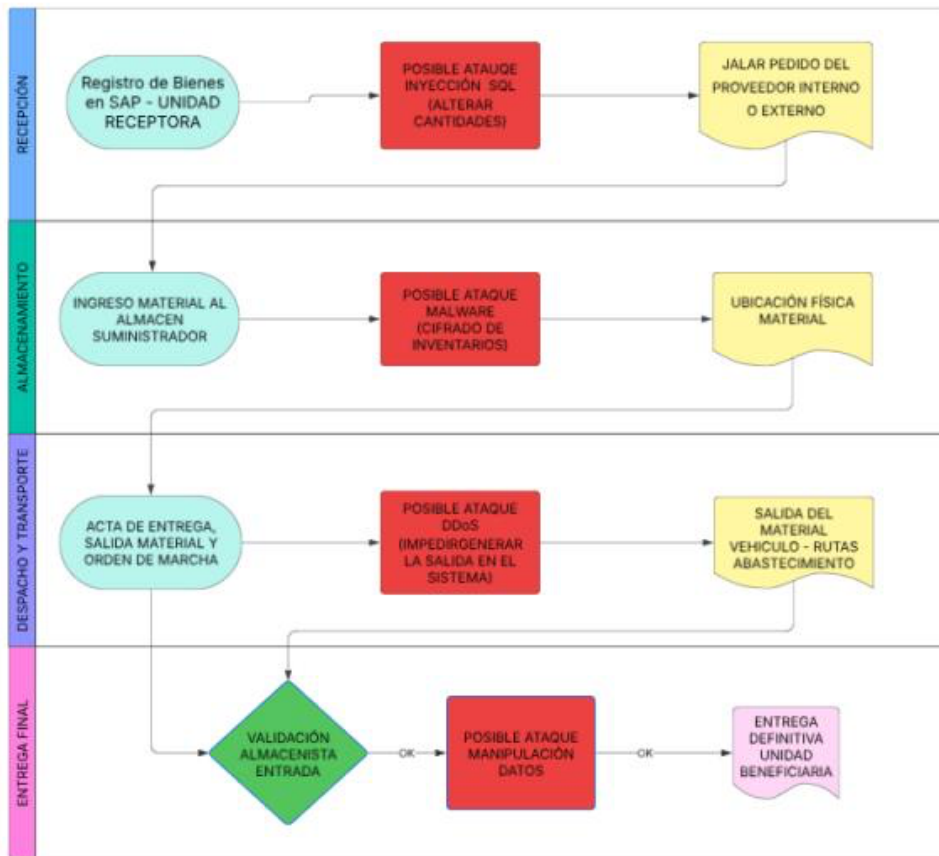 RECEPCIÓN
Registro de Bienes
en SAP - UNIDAD
RECEPTORA
POSIBLE ATAUQE
INYECCIÓN SQL
(ALTERAR
CANTIDADES)
JALAR PEDIDO DEL
PROVEEDOR INTERNO
O EXTERNO
ALMACENAMIENTO
INGRESO MATERIAL AL
ALMACEN
SUMINISTRADOR
POSIBLE ATAQUE
MALWARE
(CIFRADO DE
INVENTARIOS)
UBICACIÓN FÍSICA
MATERIAL
DESPACHO Y TRANSPORTE
ACTA DE ENTREGA,
SALIDA MATERIAL Y
ORDEN DE MARCHA
POSIBLE ATAQUE
DDoS
(IMPEDIRGENERAR
LA SALIDA EN EL
SISTEMA)
SALIDA DEL
MATERIAL
VEHICULO - RUTAS
ABASTECIMIENTO
ENTREGA FINAL
VALIDACIÓN
ALMACENISTA
ENTRADA
OK
POSIBLE ATAQUE
MANIPULACIÓN
DATOS
OK
ENTREGA
DEFINITIVA
UNIDAD
BENEFICIARIA